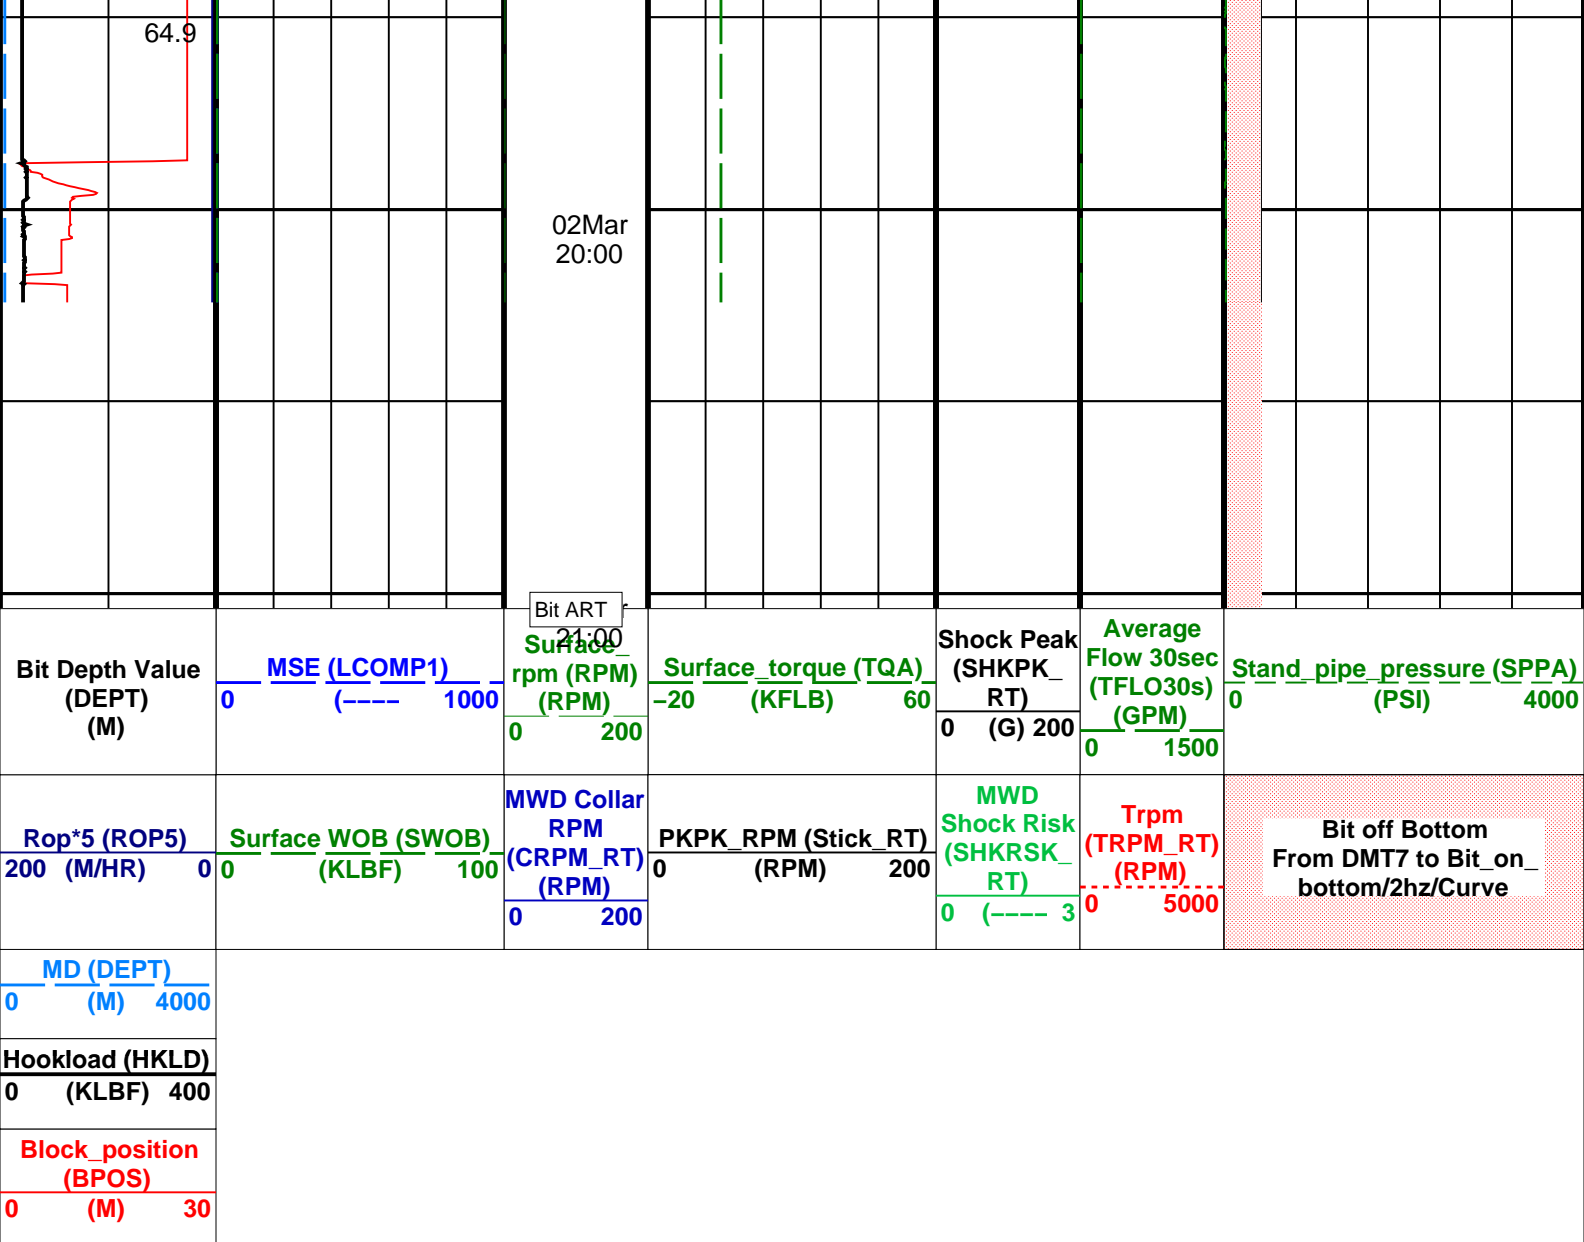 64.9
02Mar
20:00
Bit ART
21:00
Bit Depth Value
(DEPT)
(M)
MSE (LCOMP1)
0 (−−−− 1000
Surface_
rpm (RPM)
(RPM)
0 200
Surface_torque (TQA)
−20 (KFLB) 60
Shock Peak
(SHKPK_
RT)
0 (G) 200
Average
Flow 30sec
(TFLO30s)
(GPM)
0 1500
Stand_pipe_pressure (SPPA)
0 (PSI) 4000
Rop*5 (ROP5)
200 (M/HR) 0
Surface WOB (SWOB)
0 (KLBF) 100
MWD Collar
RPM
(CRPM_RT)
(RPM)
0 200
PKPK_RPM (Stick_RT)
0 (RPM) 200
MWD
Shock Risk
(SHKRSK_
RT)
0 (−−−− 3
Trpm
(TRPM_RT)
(RPM)
0 5000
Bit off Bottom
From DMT7 to Bit_on_
bottom/2hz/Curve
MD (DEPT)
0 (M) 4000
Hookload (HKLD)
0 (KLBF) 400
Block_position
(BPOS)
0 (M) 30